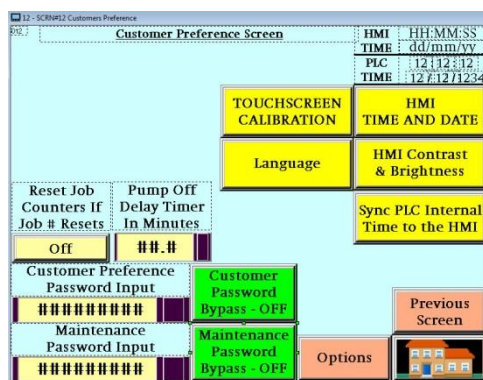 12 - SCRN#12 Customers Preference
Customer Preference Screen
HMI HH:MM:SS
TIME dd/mm/yy
PLC 12:12:12
TIME 12/12/1234
TOUCHSCREEN
CALIBRATION
HMI
TIME AND DATE
Language
HMI Contrast
& Brightness
Reset Job
Counters If
Job # Resets
Pump Off
Delay Timer
In Minutes
Sync PLC Internal
Time to the HMI
Off
##.#
Customer Preference
Password Input
#########
Customer
Password
Bypass - OFF
Maintenance
Password Input
#########
Maintenance
Password
Bypass - OFF
Previous
Screen
Options